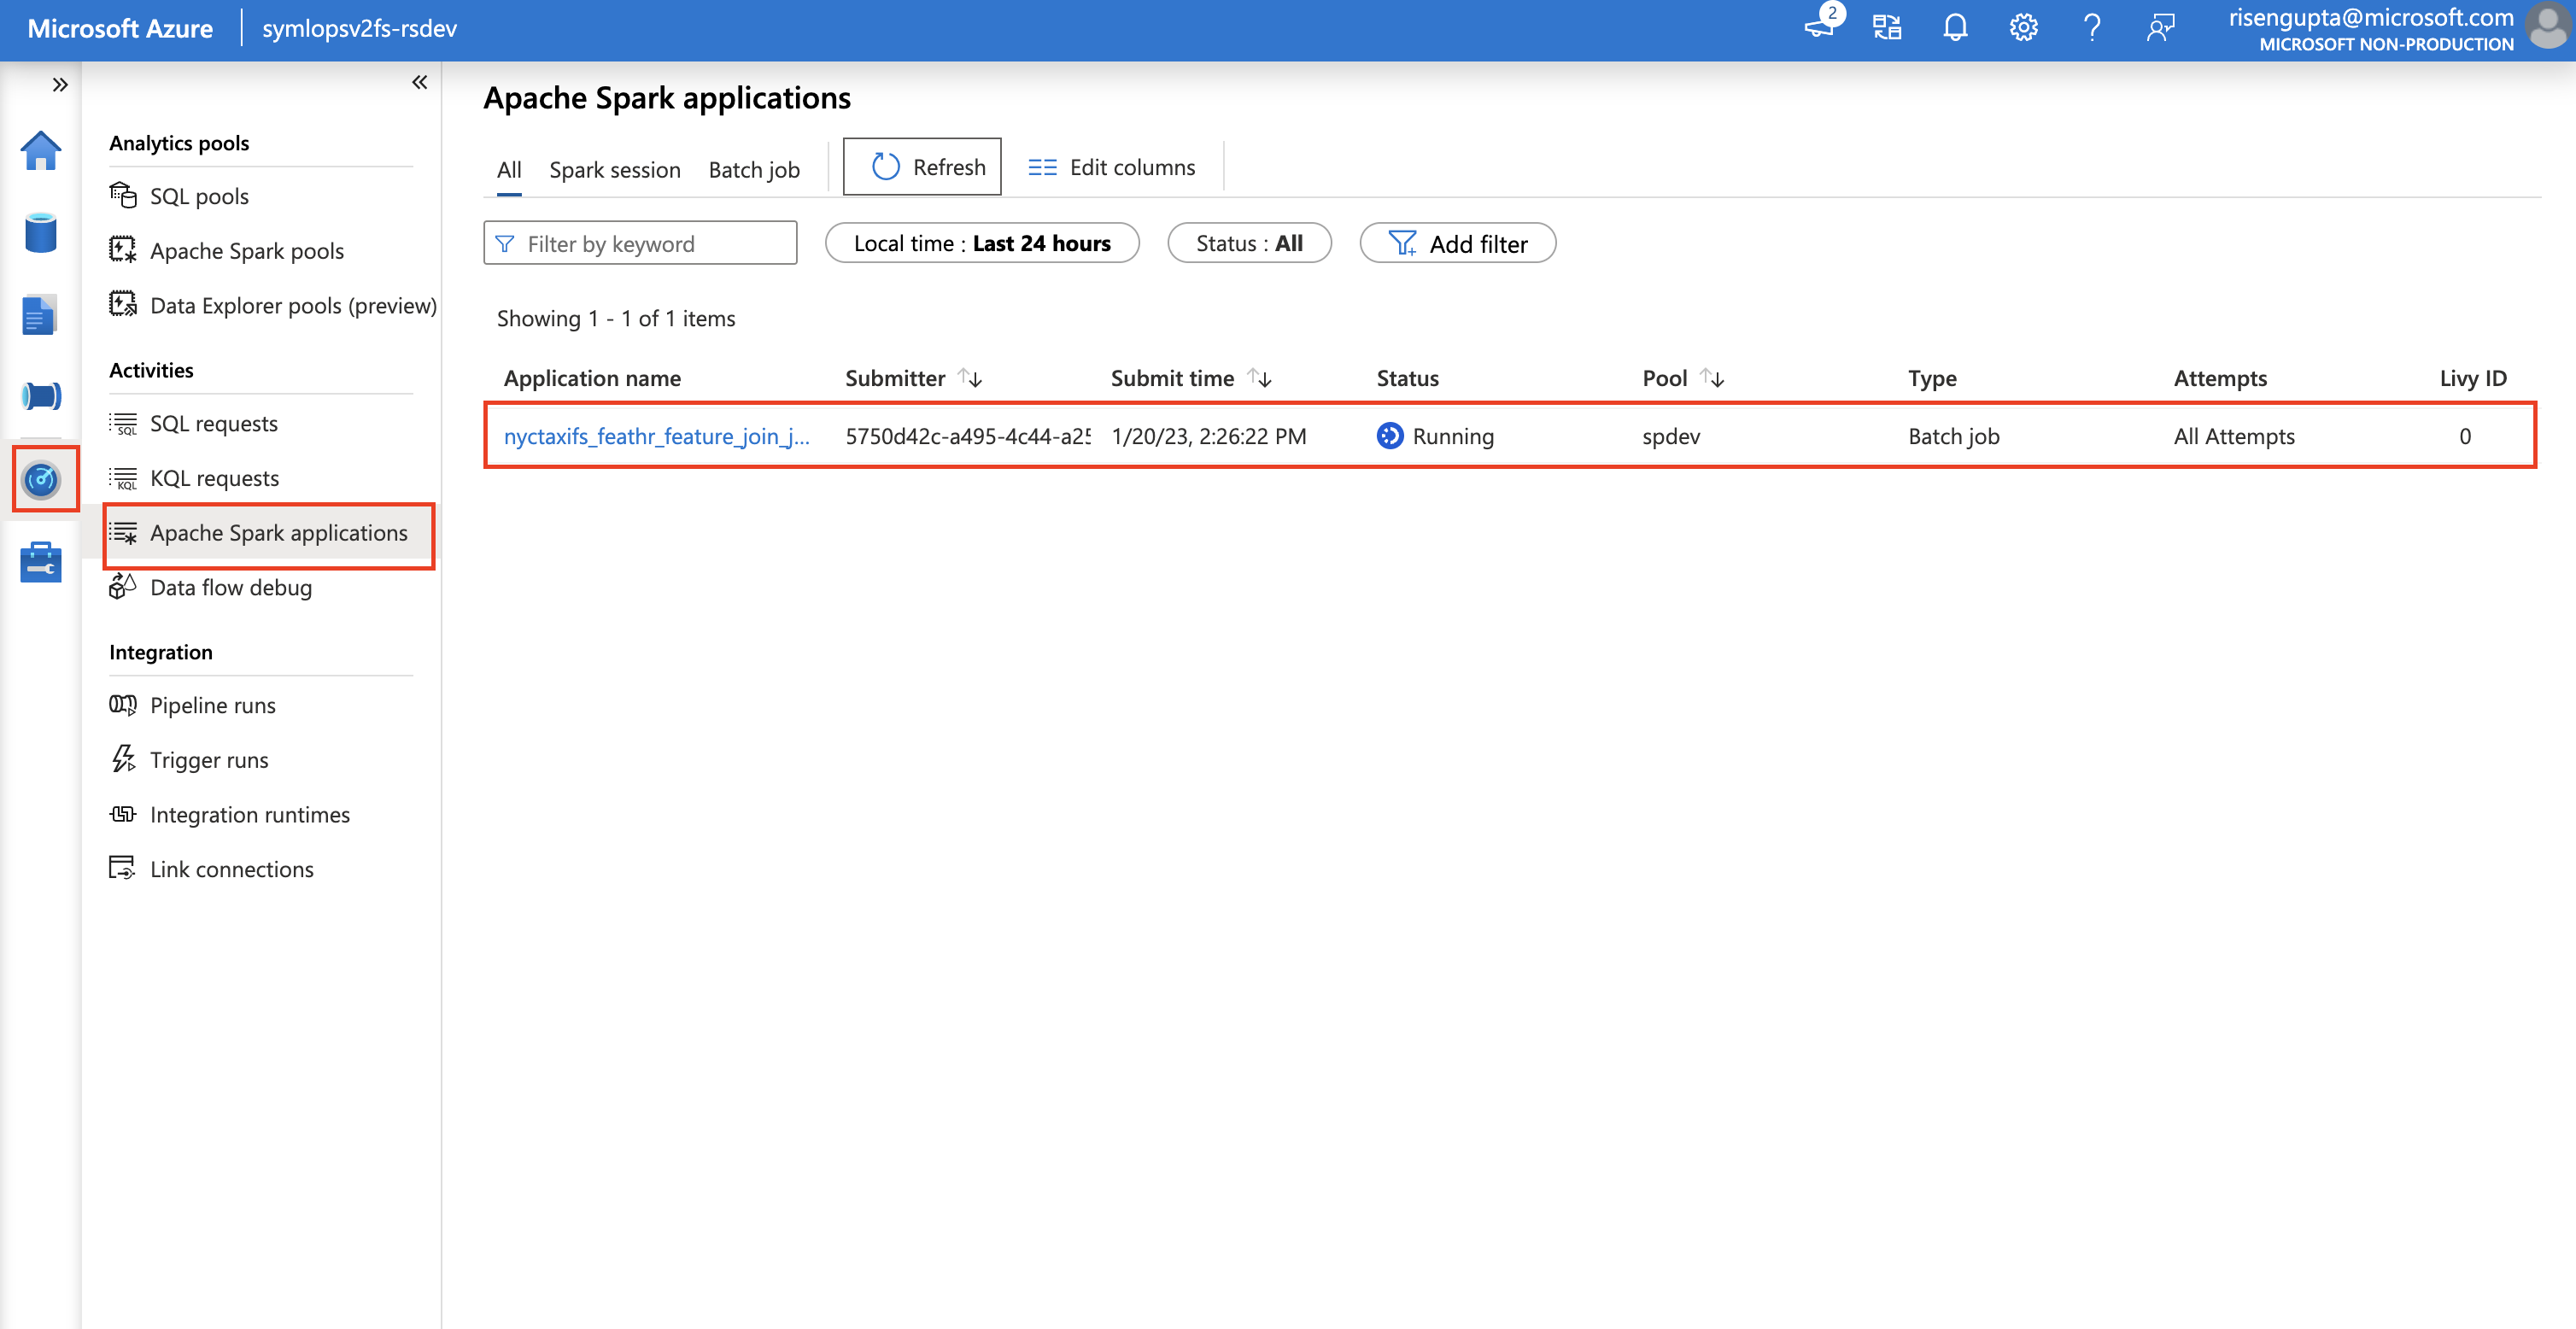 Microsoft Azure symlopsv2fs-rsdev
2
risengupta@microsoft.com
MICROSOFT NON-PRODUCTION
Analytics pools
SQL pools
Apache Spark pools
Data Explorer pools (preview)
Activities
SQL requests
KQL requests
Apache Spark applications
Data flow debug
Integration
Pipeline runs
Trigger runs
Integration runtimes
Link connections
Apache Spark applications
All Spark session Batch job Refresh Edit columns
Filter by keyword Local time : Last 24 hours Status : All Add filter
Showing 1 - 1 of 1 items
Application name Submitter Submit time Status Pool Type Attempts Livy ID
nyctaxifs_feathr_feature_join_j... 5750d42c-a495-4c44-a25 1/20/23, 2:26:22 PM Running spdev Batch job All Attempts 0